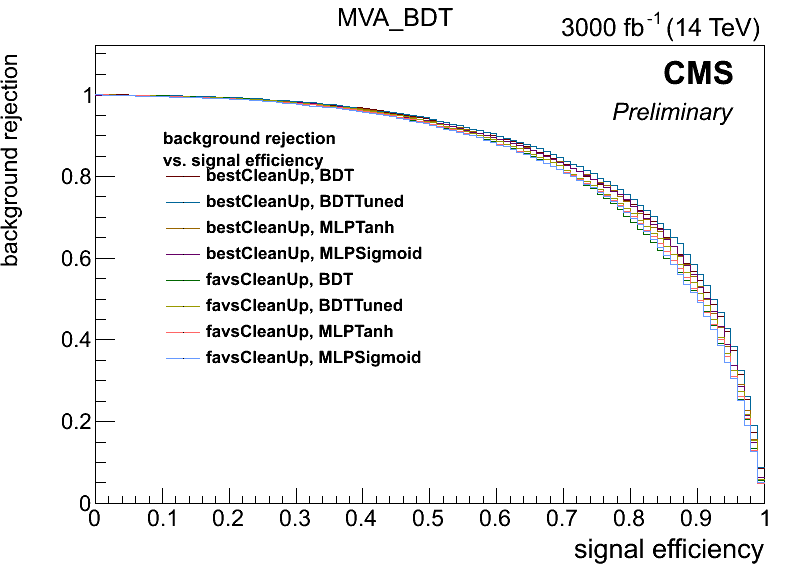 MVA_BDT
3000 fb-1 (14 TeV)
CMS
Preliminary
background rejection
background rejection
vs. signal efficiency
bestCleanUp, BDT
bestCleanUp, BDTTuned
bestCleanUp, MLPTanh
bestCleanUp, MLPSigmoid
favsCleanUp, BDT
favsCleanUp, BDTTuned
favsCleanUp, MLPTanh
favsCleanUp, MLPSigmoid
1
0.8
0.6
0.4
0.2
0
0 0.1 0.2 0.3 0.4 0.5 0.6 0.7 0.8 0.9 1
signal efficiency